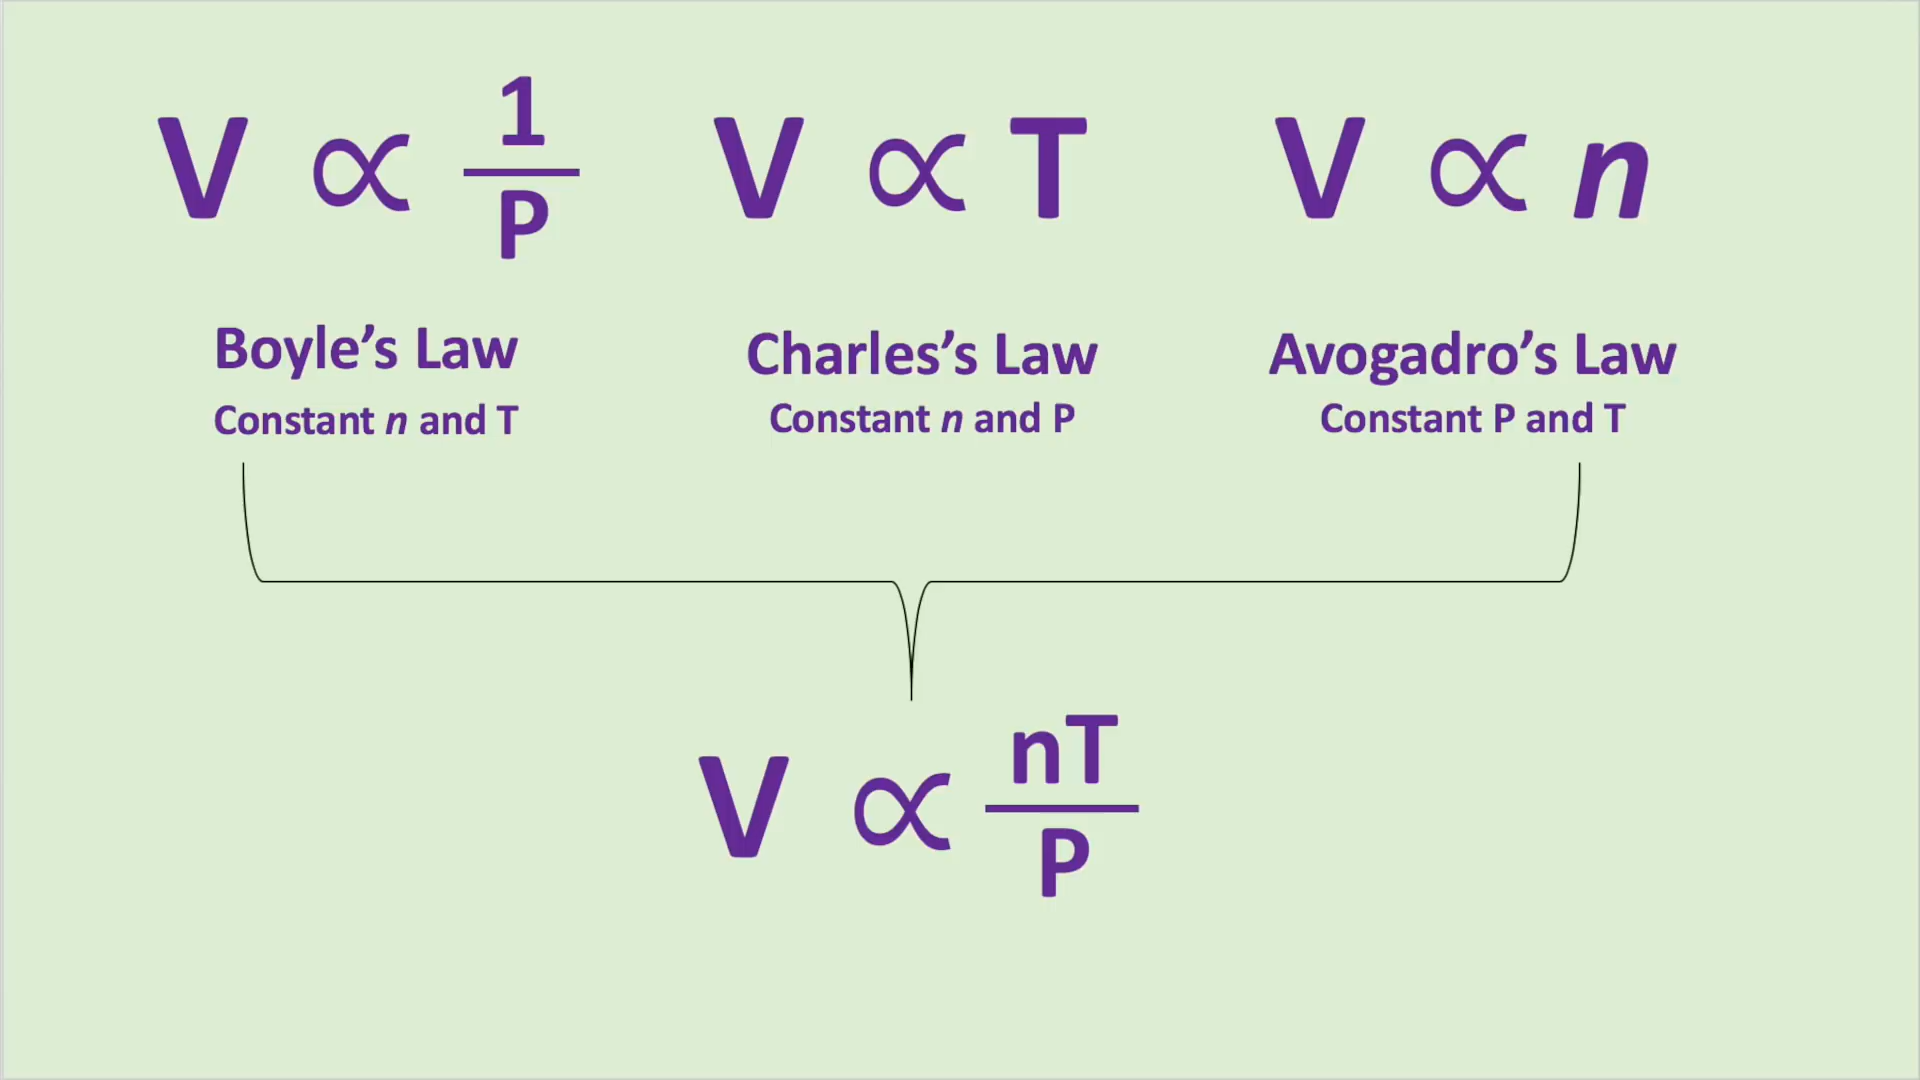 V ∝ 1/P
V ∝ T
V ∝ n
Boyle’s Law
Constant n and T
Charles’s Law
Constant n and P
Avogadro’s Law
Constant P and T
V ∝ nT/P